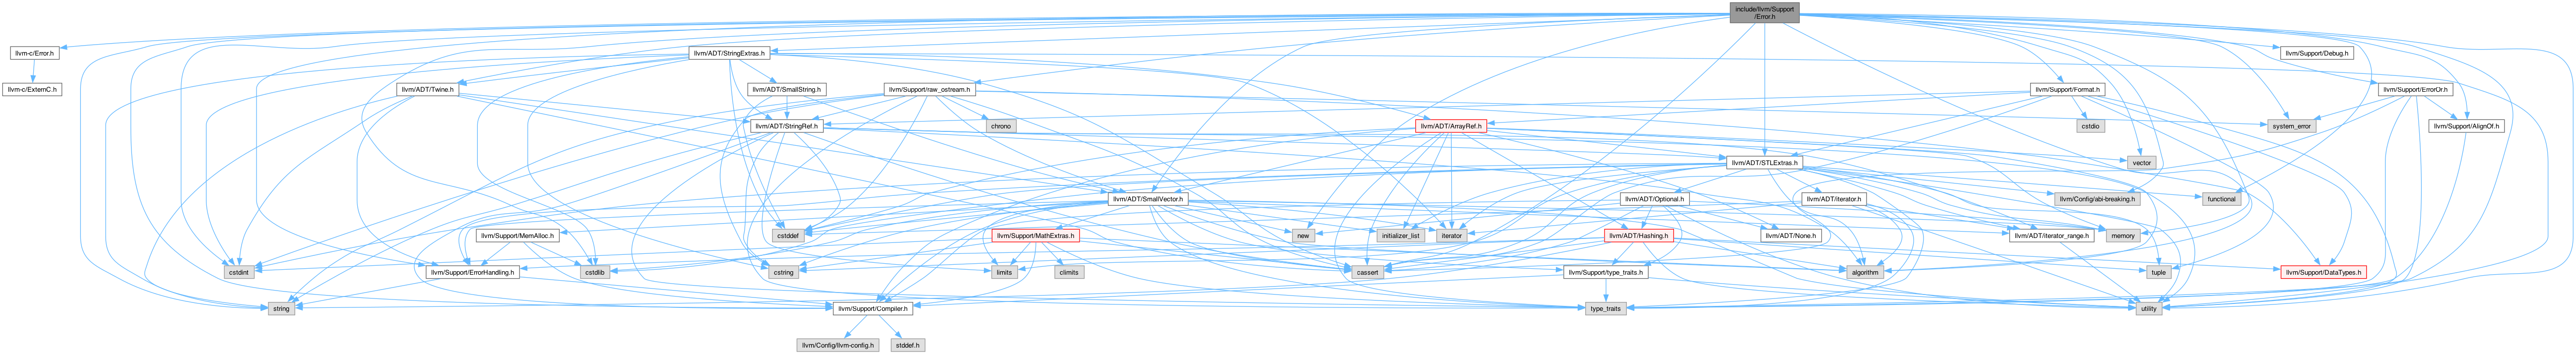 include/llvm/Support
/Error.h
llvm-c/Error.h
llvm/ADT/StringExtras.h
llvm/Support/Debug.h
llvm-c/ExternC.h
llvm/ADT/Twine.h
llvm/ADT/SmallString.h
llvm/Support/raw_ostream.h
llvm/Support/Format.h
llvm/Support/ErrorOr.h
llvm/ADT/StringRef.h
chrono
llvm/ADT/ArrayRef.h
cstdio
system_error
llvm/Support/AlignOf.h
llvm/ADT/STLExtras.h
vector
llvm/ADT/SmallVector.h
llvm/ADT/Optional.h
llvm/ADT/iterator.h
llvm/Config/abi-breaking.h
functional
llvm/Support/MemAlloc.h
cstddef
llvm/Support/MathExtras.h
new
initializer_list
iterator
llvm/ADT/Hashing.h
llvm/ADT/None.h
llvm/ADT/iterator_range.h
memory
cstdint
llvm/Support/ErrorHandling.h
cstdlib
cstring
limits
climits
cassert
llvm/Support/type_traits.h
algorithm
tuple
llvm/Support/DataTypes.h
string
llvm/Support/Compiler.h
type_traits
utility
llvm/Config/llvm-config.h
stddef.h